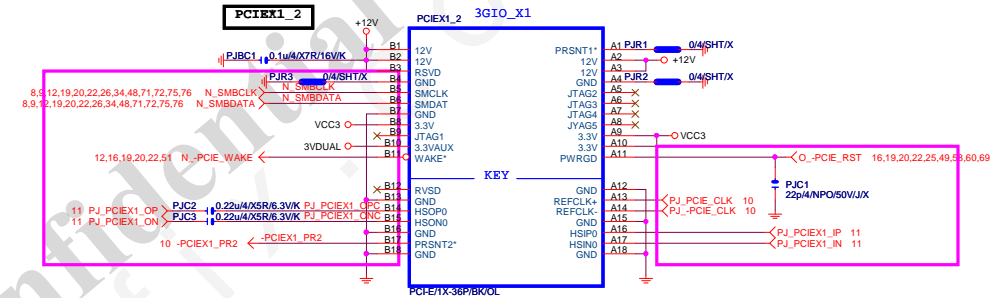 PCIEX1_2
PCIEX1_2
3GIO_X1
+12V
PJBC1 0.1u/4/X7R/16V/K
B1 12V
B2 12V
B3 RSVD
PJR3 0/4/SHT/X
B4 GND
8,9,12,19,20,22,26,34,48,71,72,75,76 N_SMBCLK N_SMBCLK B5 SMCLK
8,9,12,19,20,22,26,34,48,71,72,75,76 N_SMBDATA N_SMBDATA B6 SMDAT
B7 GND
VCC3 B8 3.3V
B9 JTAG1
3VDUAL B10 3.3VAUX
12,16,19,20,22,51 N_-PCIE_WAKE B11 WAKE*
KEY
B12 RVSD
B13 GND
11 PJ_PCIEX1_OP PJC2 0.22u/4/X5R/6.3V/K PJ_PCIEX1_OPC B14 HSOP0
11 PJ_PCIEX1_ON PJC3 0.22u/4/X5R/6.3V/K PJ_PCIEX1_ONC B15 HSON0
B16 GND
10 -PCIEX1_PR2 -PCIEX1_PR2 B17 PRSNT2*
B18 GND
PRSNT1* A1 PJR1 0/4/SHT/X
12V A2 +12V
12V A3
GND A4 PJR2 0/4/SHT/X
JTAG2 A5
JTAG3 A6
JTAG4 A7
JYAG5 A8
3.3V A9 VCC3
3.3V A10
PWRGD A11 O_-PCIE_RST 16,19,20,22,25,49,53,60,69
PJC1
22p/4/NPO/50V/J/X
GND A12
REFCLK+ A13 PJ_PCIE_CLK 10
REFCLK- A14 PJ_-PCIE_CLK 10
GND A15
HSIP0 A16 PJ_PCIEX1_IP 11
HSIN0 A17 PJ_PCIEX1_IN 11
GND A18
PCI-E/1X-36P/BK/OL
onfidential